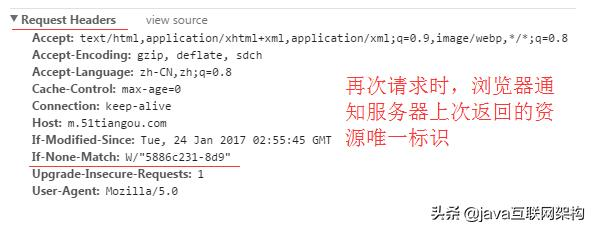 Request Headers view source
Accept: text/html,application/xhtml+xml,application/xml;q=0.9,image/webp,*/*;q=0.8
Accept-Encoding: gzip, deflate, sdch
Accept-Language: zh-CN,zh;q=0.8
Cache-Control: max-age=0
Connection: keep-alive
Host: m.51tiangou.com
If-Modified-Since: Tue, 24 Jan 2017 02:55:45 GMT
If-None-Match: W/"5886c231-8d9"
Upgrade-Insecure-Requests: 1
User-Agent: Mozilla/5.0
再次请求时，浏览器通
知服务器上次返回的资
源唯一标识
头条 @java互联网架构